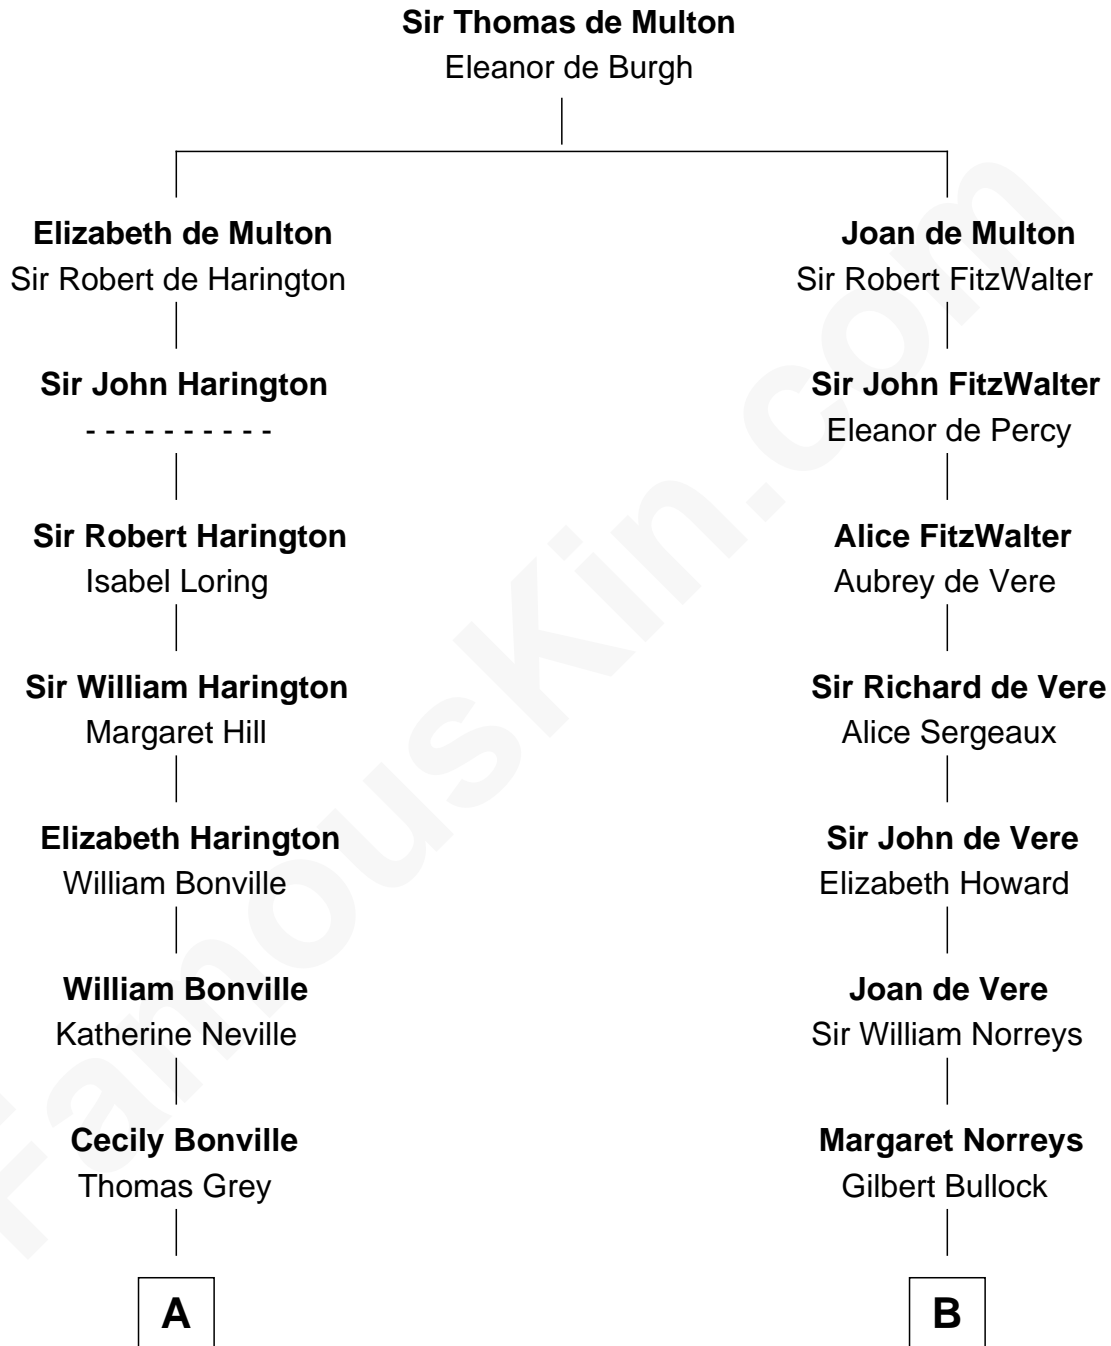 Sir Thomas de Multon
Eleanor de Burgh
Elizabeth de Multon
Sir Robert de Harington
Sir John Harington
- - - - - - - - - -
Sir Robert Harington
Isabel Loring
Sir William Harington
Margaret Hill
Elizabeth Harington
William Bonville
William Bonville
Katherine Neville
Cecily Bonville
Thomas Grey
A
Joan de Multon
Sir Robert FitzWalter
Sir John FitzWalter
Eleanor de Percy
Alice FitzWalter
Aubrey de Vere
Sir Richard de Vere
Alice Sergeaux
Sir John de Vere
Elizabeth Howard
Joan de Vere
Sir William Norreys
Margaret Norreys
Gilbert Bullock
B
FamousKin.com